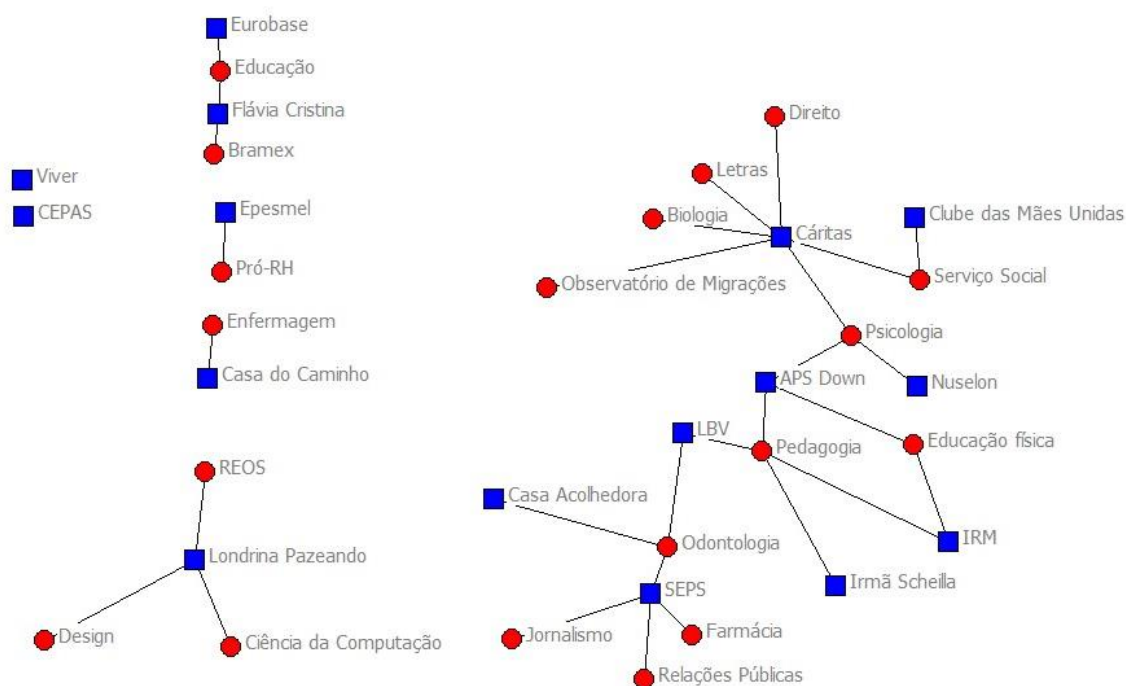 Eurobase
Educação
Flávia Cristina
Bramex
Viver
CEPAS
Epesmel
Pró-RH
Enfermagem
Casa do Caminho
REOS
Londrina Pazeando
Design
Ciência da Computação
Direito
Letras
Biologia
Cáritas
Clube das Mães Unidas
Observatório de Migrações
Serviço Social
Psicologia
APS Down
Nuselon
LBV
Pedagogia
Educação física
Casa Acolhedora
Odontologia
IRM
SEPS
Irmã Scheilla
Jornalismo
Farmácia
Relações Públicas